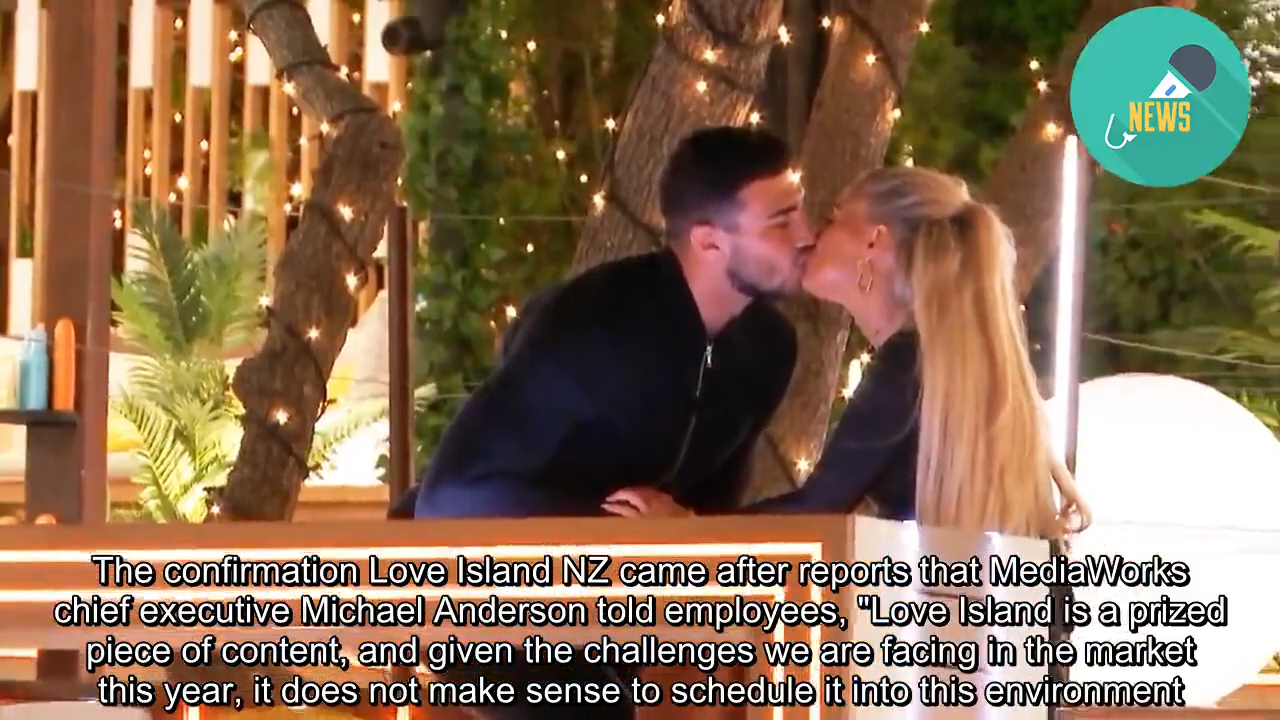 NEWS
The confirmation Love Island NZ came after reports that MediaWorks
chief executive Michael Anderson told employees, "Love Island is a prized
piece of content, and given the challenges we are facing in the market
this year, it does not make sense to schedule it into this environment